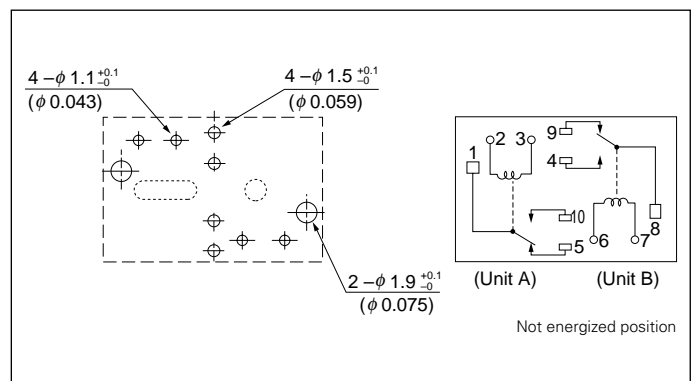 4 –ϕ 1.1 +0.1 –0
(ϕ 0.043)
4 –ϕ 1.5 +0.1 –0
(ϕ 0.059)
2 –ϕ 1.9 +0.1 –0
(ϕ 0.075)
1
2
3
9
4
10
5
6
7
8
(Unit A)
(Unit B)
Not energized position